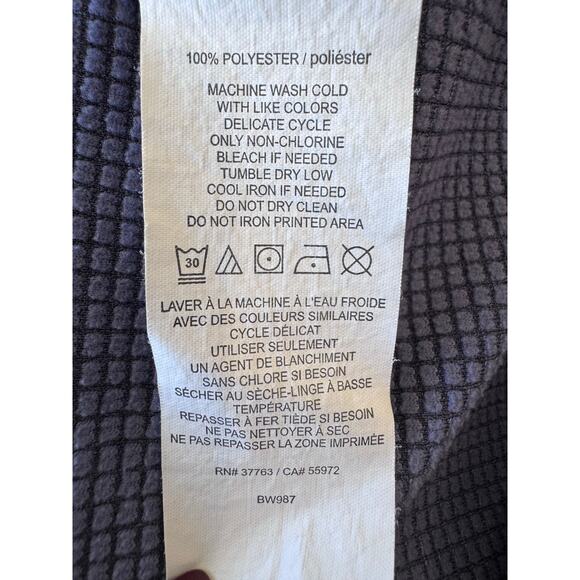 100% POLYESTER / poliéster
MACHINE WASH COLD
WITH LIKE COLORS
DELICATE CYCLE
ONLY NON-CHLORINE
BLEACH IF NEEDED
TUMBLE DRY LOW
COOL IRON IF NEEDED
DO NOT DRY CLEAN
DO NOT IRON PRINTED AREA
30
LAVER À LA MACHINE À L'EAU FROIDE
AVEC DES COULEURS SIMILAIRES
CYCLE DÉLICAT
UTILISER SEULEMENT
UN AGENT DE BLANCHIMENT
SANS CHLORE SI BESOIN
SÉCHER AU SÈCHE-LINGE À BASSE
TEMPÉRATURE
REPASSER À FER TIÈDE SI BESOIN
NE PAS NETTOYER À SEC
NE PAS REPASSER LA ZONE IMPRIMÉE
RN# 37763 / CA# 55972
BW987